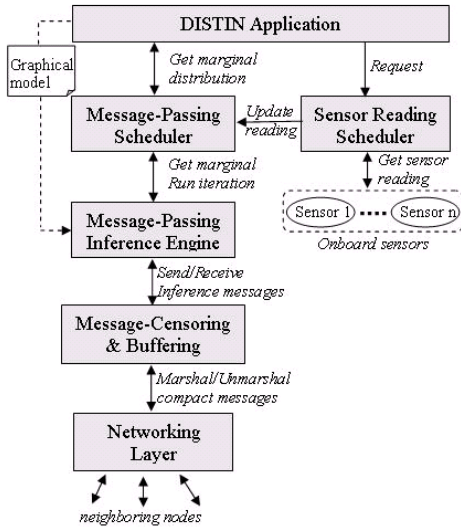 DISTIN Application
Graphical
model
Get marginal
distribution
Request
Message-Passing
Scheduler
Update
reading
Sensor Reading
Scheduler
Get marginal
Run iteration
Get sensor
reading
Sensor 1
Sensor n
Onboard sensors
Message-Passing
Inference Engine
Send/Receive
Inference messages
Message-Censoring
& Buffering
Marshal/Unmarshal
compact messages
Networking
Layer
neighboring nodes